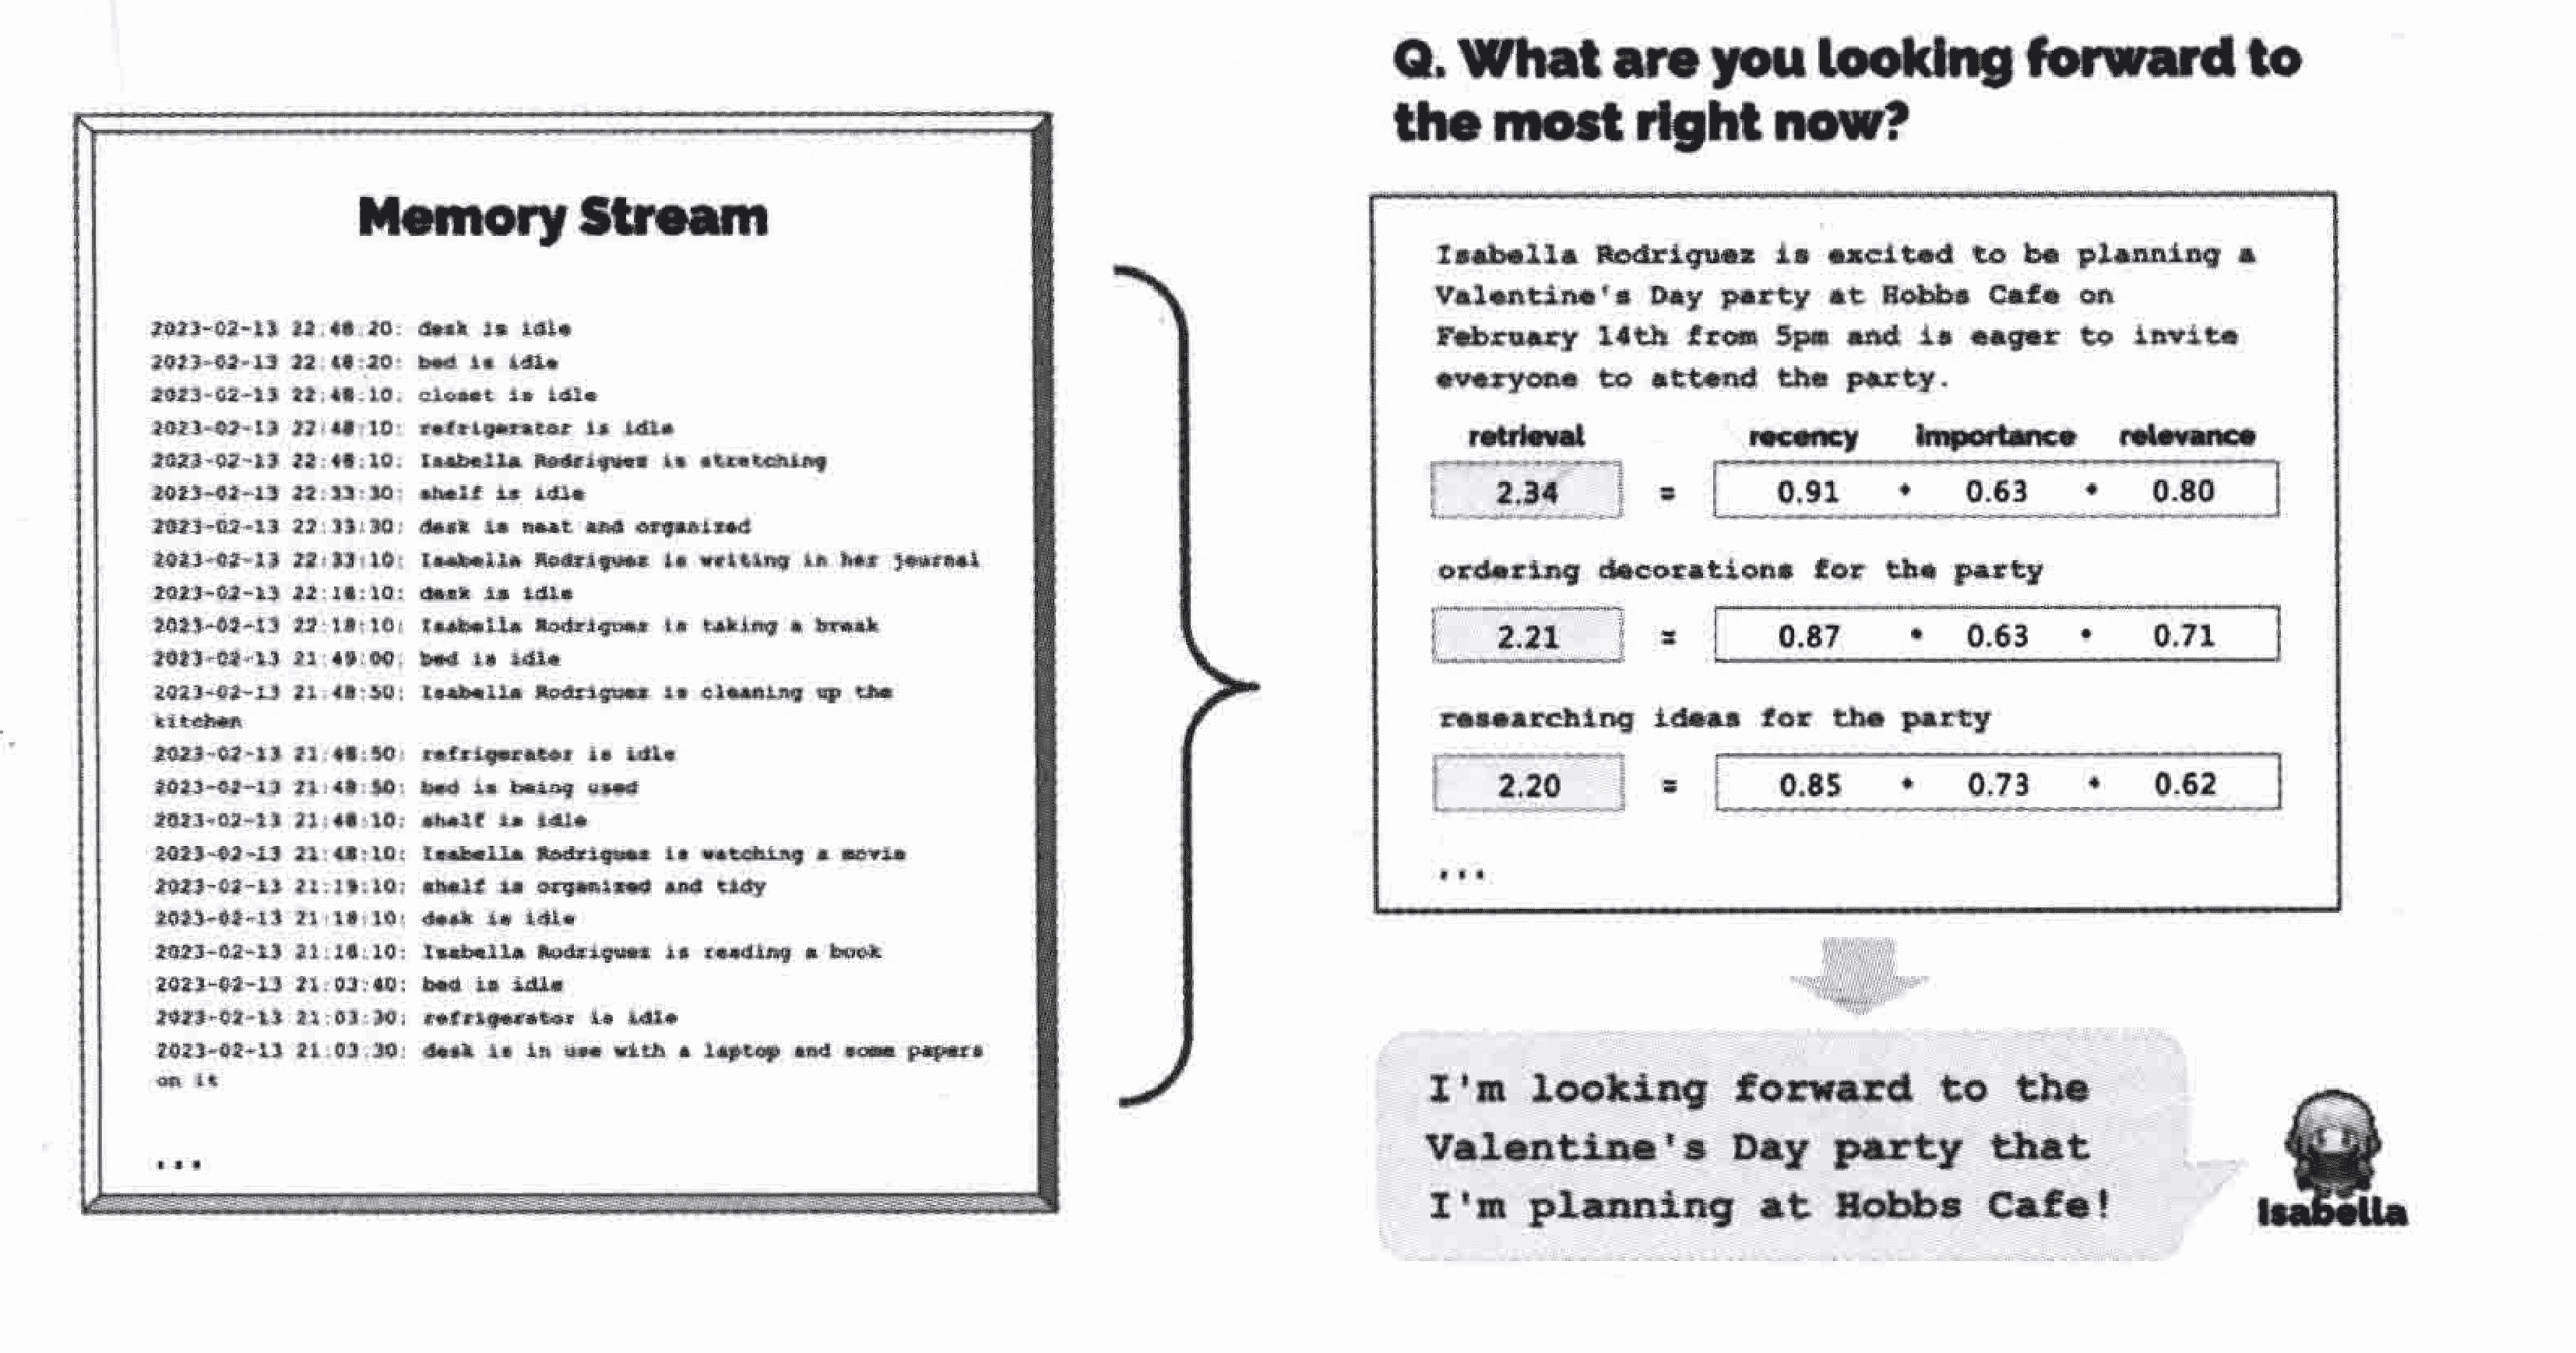 Memory Stream
2023-02-13 22:48:20: desk is idle
2023-02-13 22:48:20: bed is idle
2023-02-13 22:48:10: closet is idle
2023-02-13 22:48:10: refrigerator is idle
2023-02-13 22:48:10: Isabella Rodriguez is stretching
2023-02-13 22:33:30: shelf is idle
2023-02-13 22:33:30: desk is neat and organized
2023-02-13 22:33:10: Isabella Rodriguez is writing in her journal
2023-02-13 22:18:10: desk is idle
2023-02-13 22:18:10: Isabella Rodriguez is taking a break
2023-02-13 21:49:00: bed is idle
2023-02-13 21:48:50: Isabella Rodriguez is cleaning up the
kitchen
2023-02-13 21:48:50: refrigerator is idle
2023-02-13 21:48:50: bed is being used
2023-02-13 21:48:10: shelf is idle
2023-02-13 21:48:10: Isabella Rodriguez is watching a movie
2023-02-13 21:19:10: shelf is organized and tidy
2023-02-13 21:18:10: desk is idle
2023-02-13 21:18:10: Isabella Rodriguez is reading a book
2023-02-13 21:03:40: bed is idle
2023-02-13 21:03:30: refrigerator is idle
2023-02-13 21:03:30: desk is in use with a laptop and some papers
on it
...
Q. What are you looking forward to
the most right now?
Isabella Rodriguez is excited to be planning a
Valentine's Day party at Hobbs Cafe on
February 14th from 5pm and is eager to invite
everyone to attend the party.
retrieval recency importance relevance
2.34 = 0.91 • 0.63 • 0.80
ordering decorations for the party
2.21 = 0.87 • 0.63 • 0.71
researching ideas for the party
2.20 = 0.85 • 0.73 • 0.62
...
I'm looking forward to the
Valentine's Day party that
I'm planning at Hobbs Cafe!
Isabella